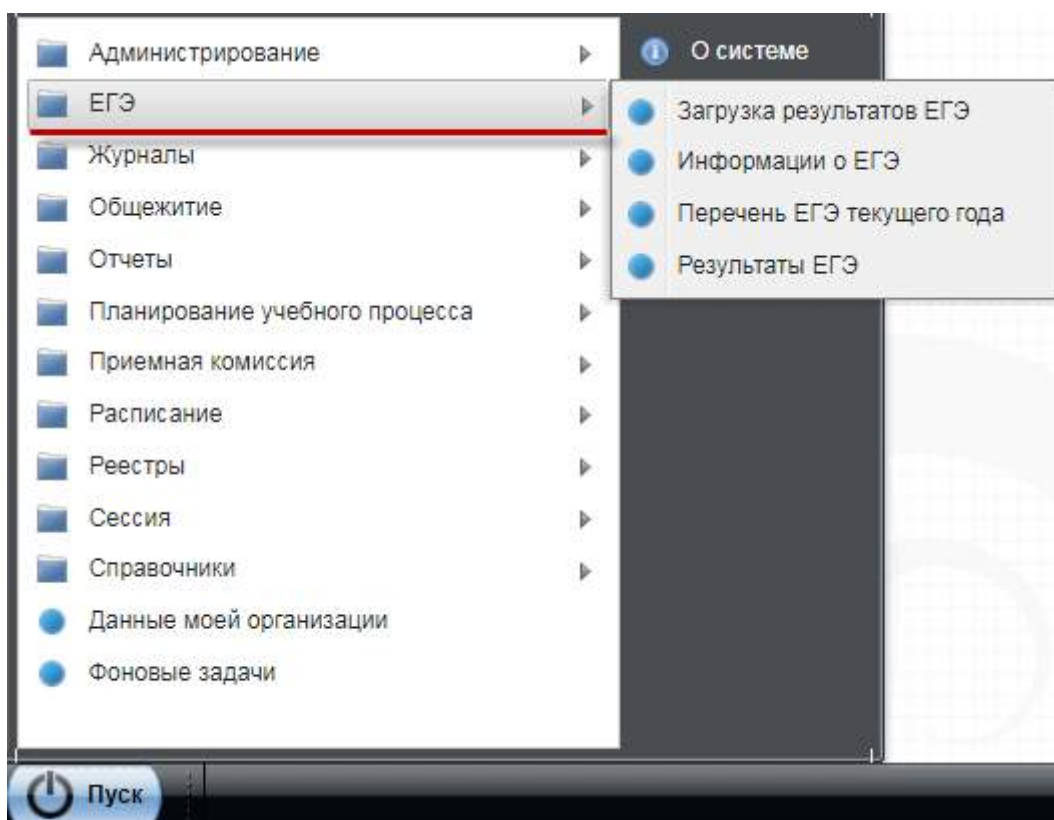 Администрирование
О системе
ЕГЭ
Загрузка результатов ЕГЭ
Журналы
Информации о ЕГЭ
Общежитие
Перечень ЕГЭ текущего года
Отчеты
Результаты ЕГЭ
Планирование учебного процесса
Приемная комиссия
Расписание
Реестры
Сессия
Справочники
Данные моей организации
Фоновые задачи
Пуск